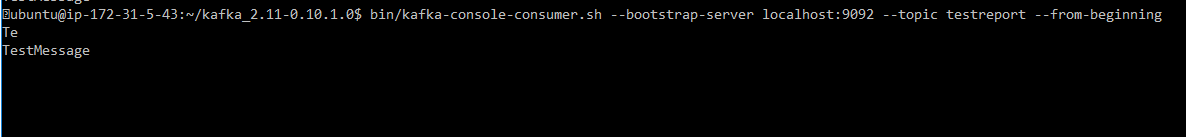 ubuntu@ip-172-31-5-43:~/kafka_2.11-0.10.1.0$ bin/kafka-console-consumer.sh --bootstrap-server localhost:9092 --topic testreport --from-beginning
Te
TestMessage